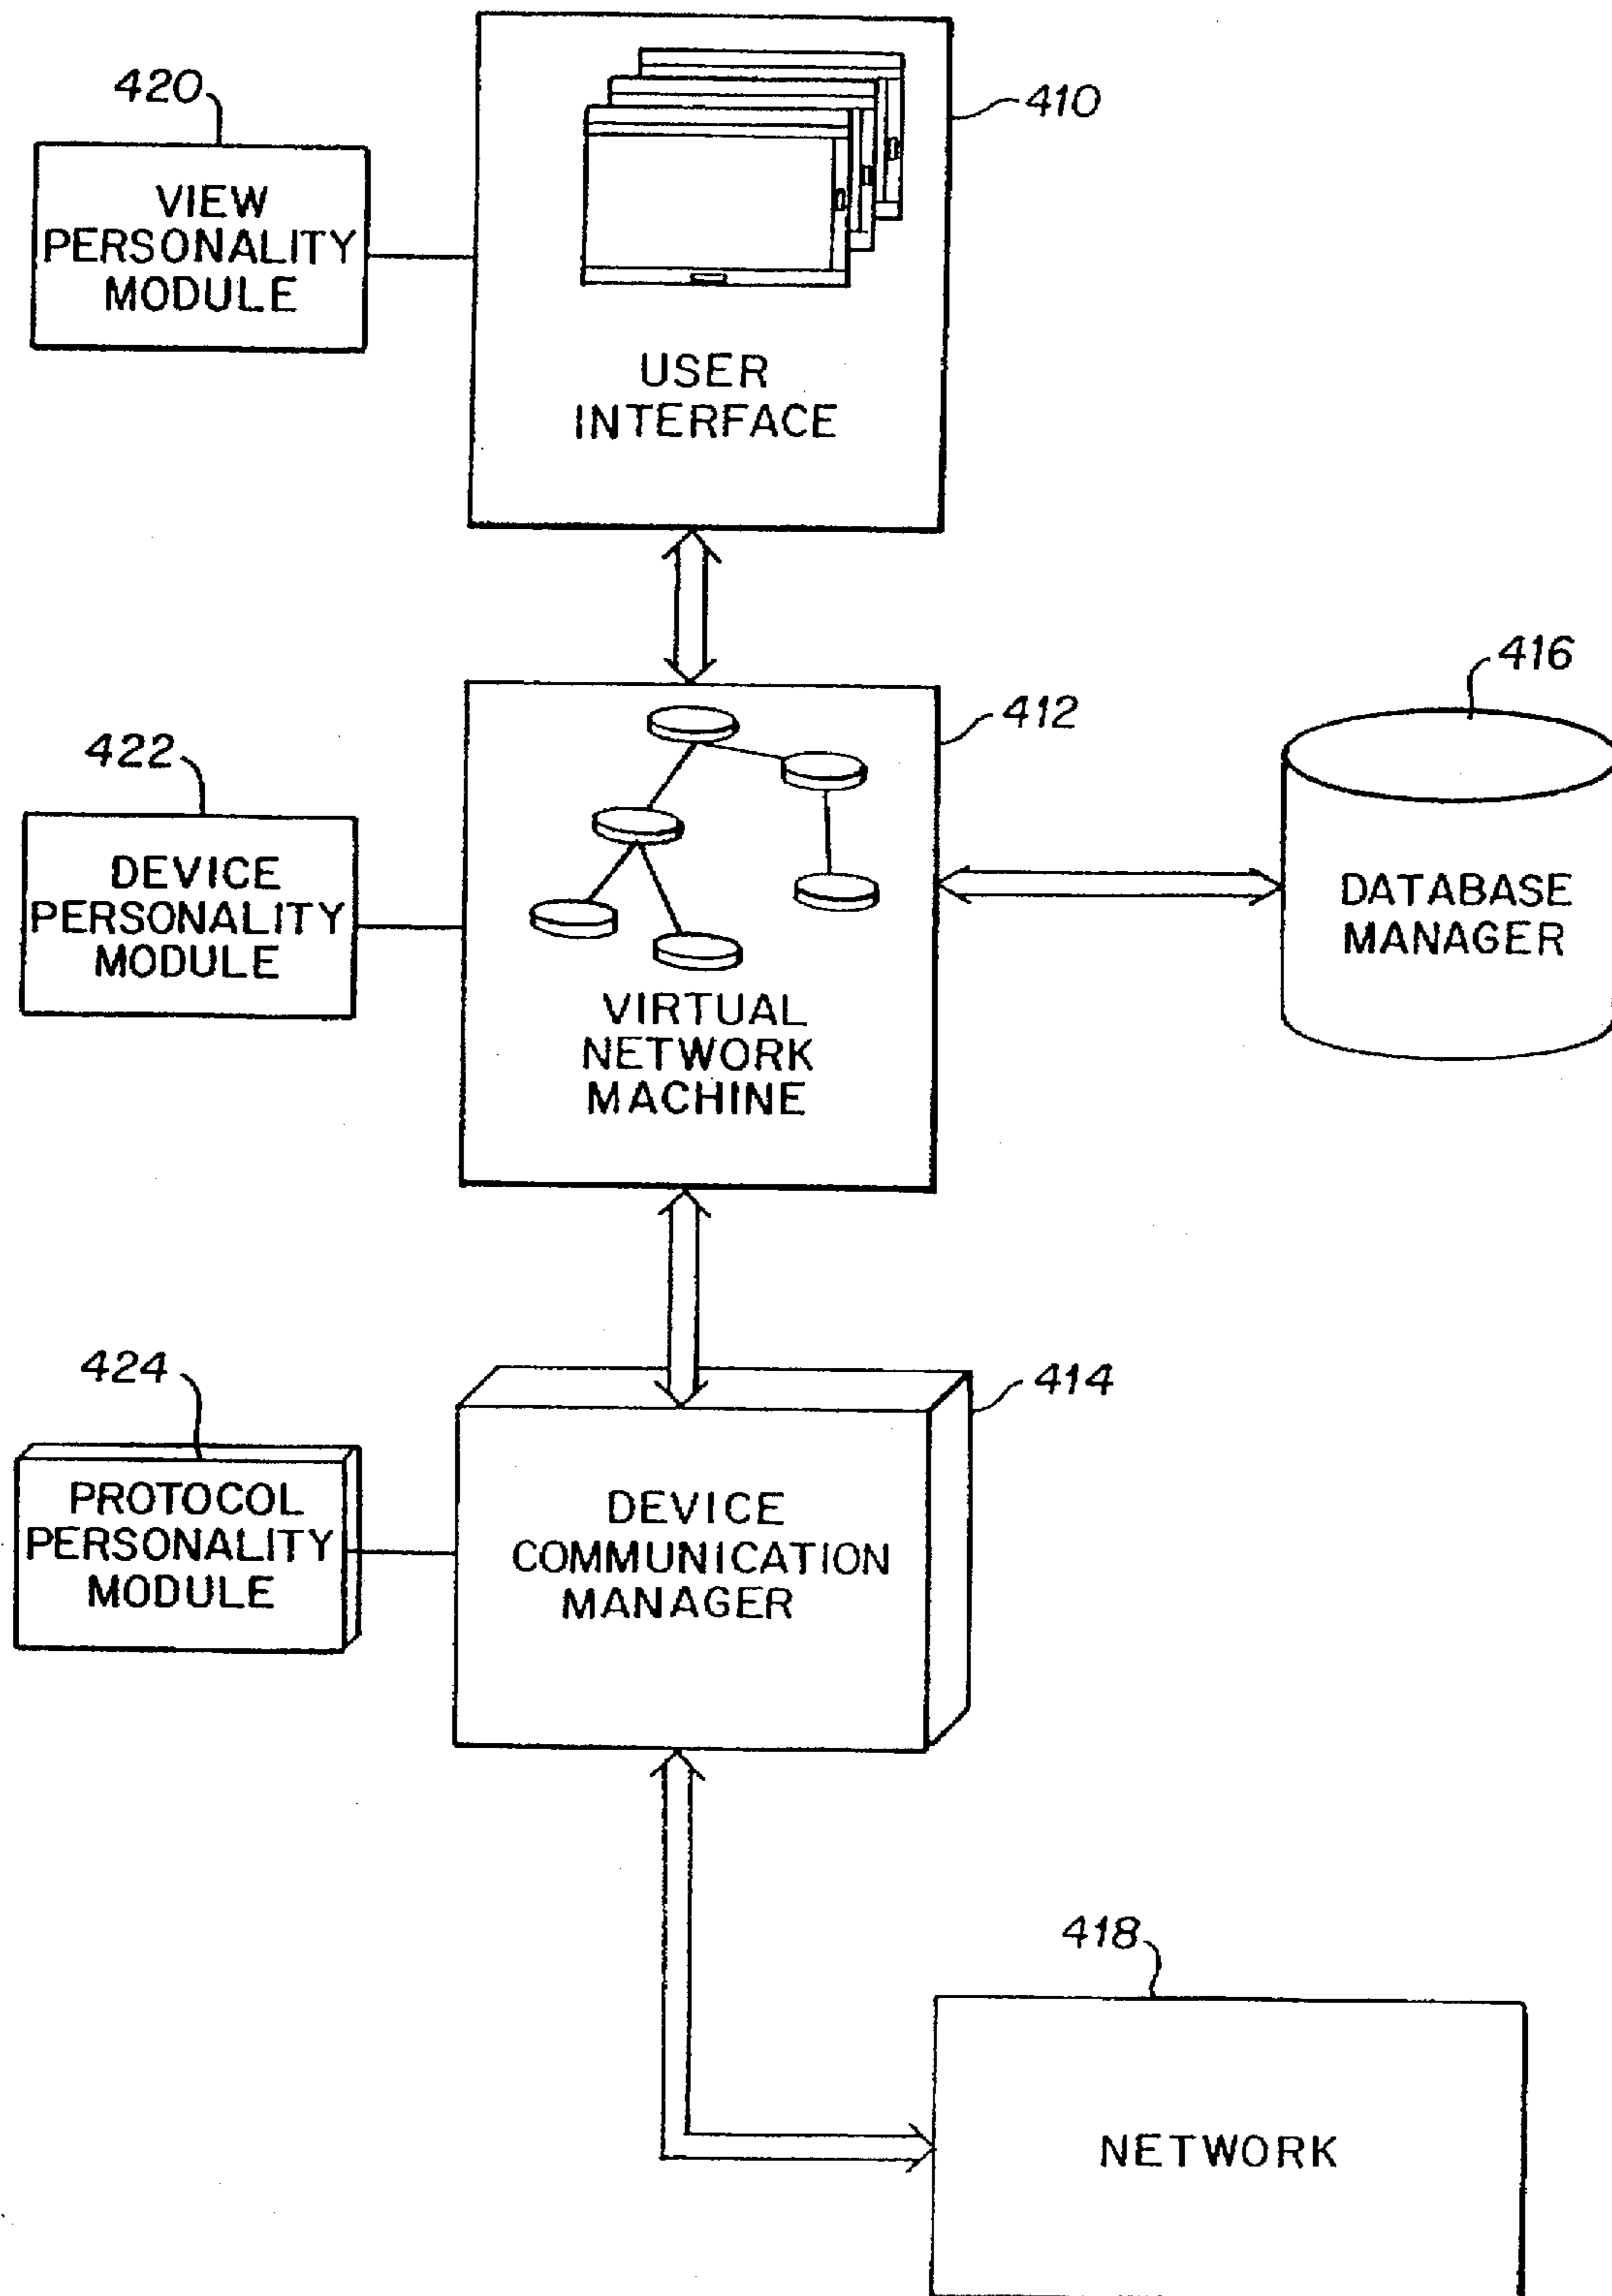 420
410
VIEW
PERSONALITY
MODULE
USER
INTERFACE
416
412
422
DEVICE
PERSONALITY
MODULE
DATABASE
MANAGER
VIRTUAL
NETWORK
MACHINE
424
414
PROTOCOL
PERSONALITY
MODULE
DEVICE
COMMUNICATION
MANAGER
418
NETWORK